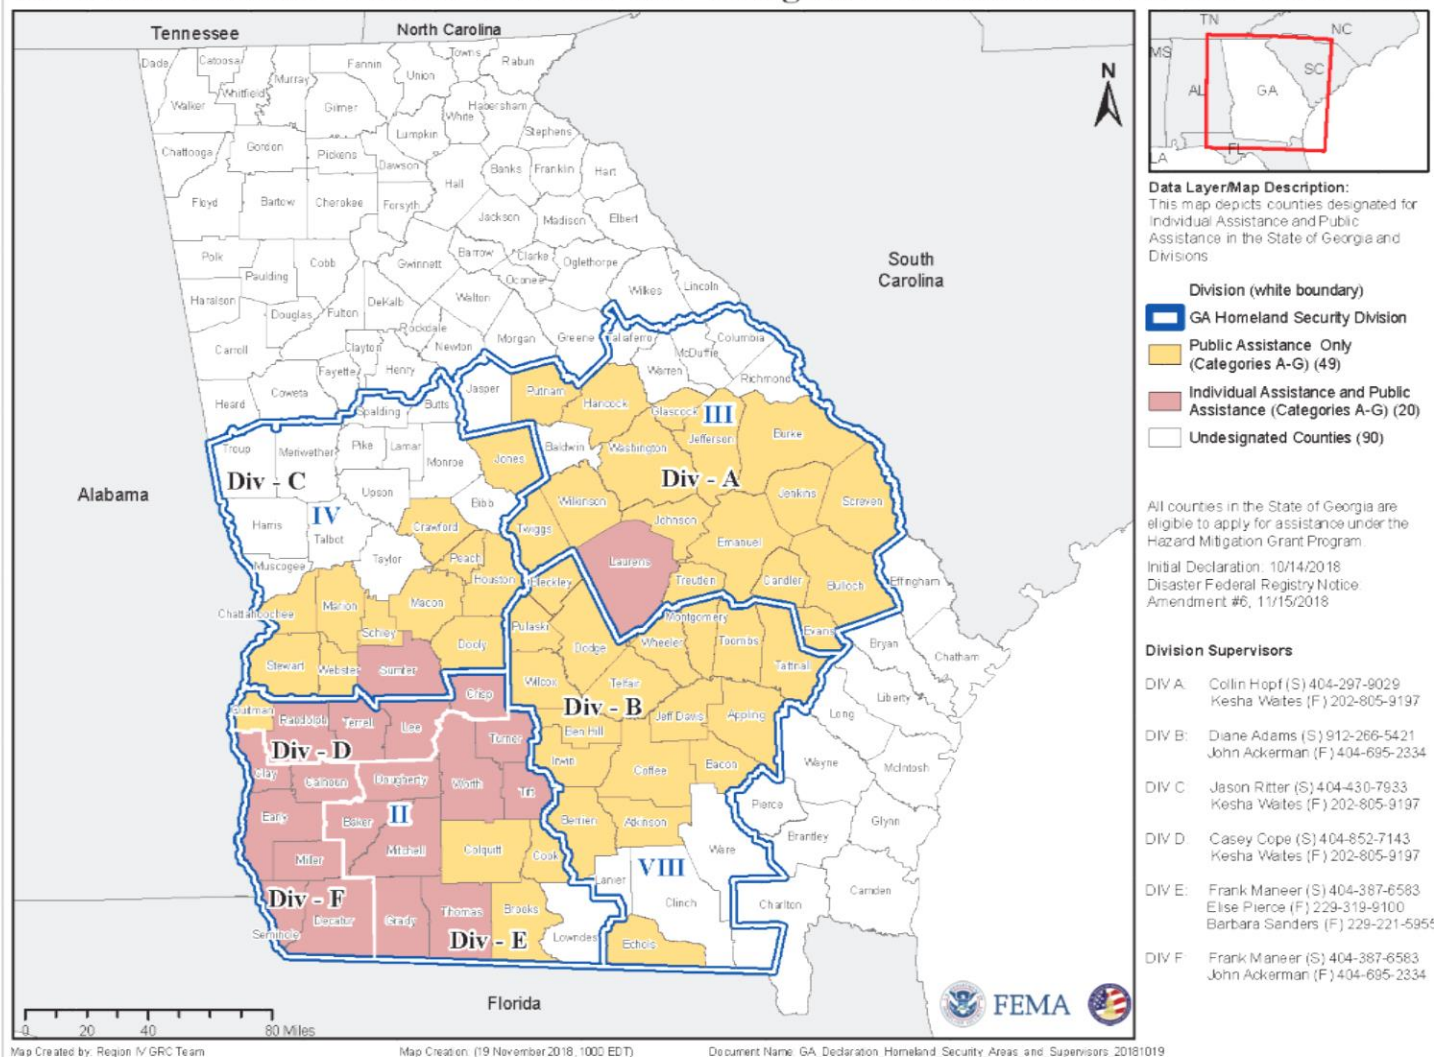 Tennessee
North Carolina
Dade
Catoosa
Whitfield
Murray
Fannin
Union
Towns
Rabun
Walker
Gilmer
Habersham
White
Lumpkin
Stephens
Chattooga
Gordon
Pickens
Dawson
Banks
Franklin
Hart
Hall
Floyd
Bartow
Cherokee
Forsyth
Jackson
Madison
Elbert
Polk
Paulding
Cobb
Gwinnett
Barrow
Clarke
Oconee
Oglethorpe
Wilkes
Lincoln
Haralson
Douglas
Fulton
DeKalb
Walton
Rockdale
Newton
Morgan
Greene
Taliaferro
McDuffie
Columbia
Carroll
Clayton
Fayette
Henry
Jasper
Putnam
Warren
Richmond
Heard
Coweta
Spalding
Butts
Hancock
Glascock
III
Jefferson
Burke
Troup
Meriwether
Pike
Lamar
Monroe
Jones
Baldwin
Washington
Div - C
Div - A
Upson
Bibb
Wilkinson
Jenkins
Screven
Harris
IV
Talbot
Crawford
Twiggs
Johnson
Emanuel
Muscogee
Taylor
Peach
Houston
Bleckley
Laurens
Treutlen
Candler
Bulloch
Effingham
Chattahoochee
Marion
Macon
Schley
Dooly
Pulaski
Dodge
Wheeler
Montgomery
Toombs
Evans
Tattnall
Bryan
Chatham
Stewart
Webster
Sumter
Crisp
Wilcox
Telfair
Div - B
Liberty
Long
Quitman
Randolph
Terrell
Lee
Turner
Ben Hill
Jeff Davis
Appling
Div - D
Clay
Calhoun
Dougherty
Worth
Tift
Irwin
Coffee
Bacon
Wayne
McIntosh
Early
Baker
II
Mitchell
Colquitt
Cook
Berrien
Atkinson
Pierce
Brantley
Glynn
Miller
Ware
VIII
Lanier
Clinch
Camden
Charlton
Div - F
Seminole
Decatur
Grady
Thomas
Brooks
Div - E
Lowndes
Echols
Alabama
South
Carolina
Florida
N
FEMA
0 20 40 80 Miles
TN
NC
MS
AL
GA
SC
LA
FL
Data Layer/Map Description:
This map depicts counties designated for
Individual Assistance and Public
Assistance in the State of Georgia and
Divisions
Division (white boundary)
GA Homeland Security Division
Public Assistance Only
(Categories A-G) (49)
Individual Assistance and Public
Assistance (Categories A-G) (20)
Undesignated Counties (90)
All counties in the State of Georgia are
eligible to apply for assistance under the
Hazard Mitigation Grant Program.
Initial Declaration: 10/14/2018
Disaster Federal Registry Notice:
Amendment #6, 11/15/2018
Division Supervisors
DIV A: Collin Hopf (S) 404-297-9029
Kesha Waites (F) 202-805-9197
DIV B: Diane Adams (S) 912-266-5421
John Ackerman (F) 404-695-2334
DIV C Jason Ritter (S) 404-430-7933
Kesha Waites (F) 202-805-9197
DIV D: Casey Cope (S) 404-852-7143
Kesha Waites (F) 202-805-9197
DIV E: Frank Maneer (S) 404-387-6583
Elise Pierce (F) 229-319-9100
Barbara Sanders (F) 229-221-5955
DIV F: Frank Maneer (S) 404-387-6583
John Ackerman (F) 404-695-2334
Map Created by: Region IV GRC Team
Map Creation: (19 November 2018, 1000 EDT)
Document Name: GA_Declaration_Homeland_Security_Areas_and_Supervisors_20181019